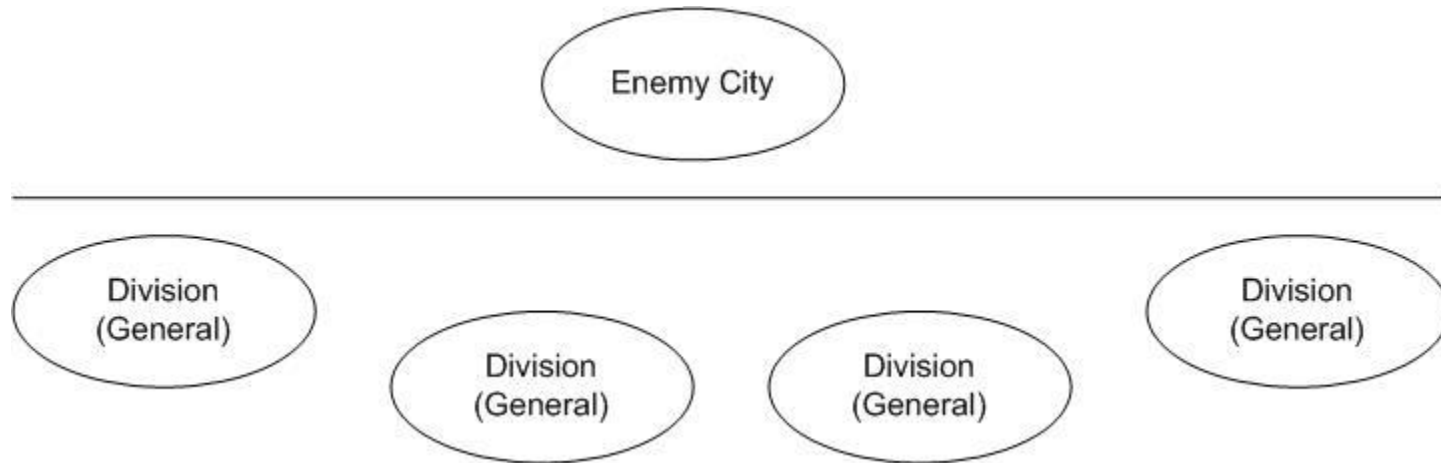 Enemy City
Division
(General)
Division
(General)
Division
(General)
Division
(General)